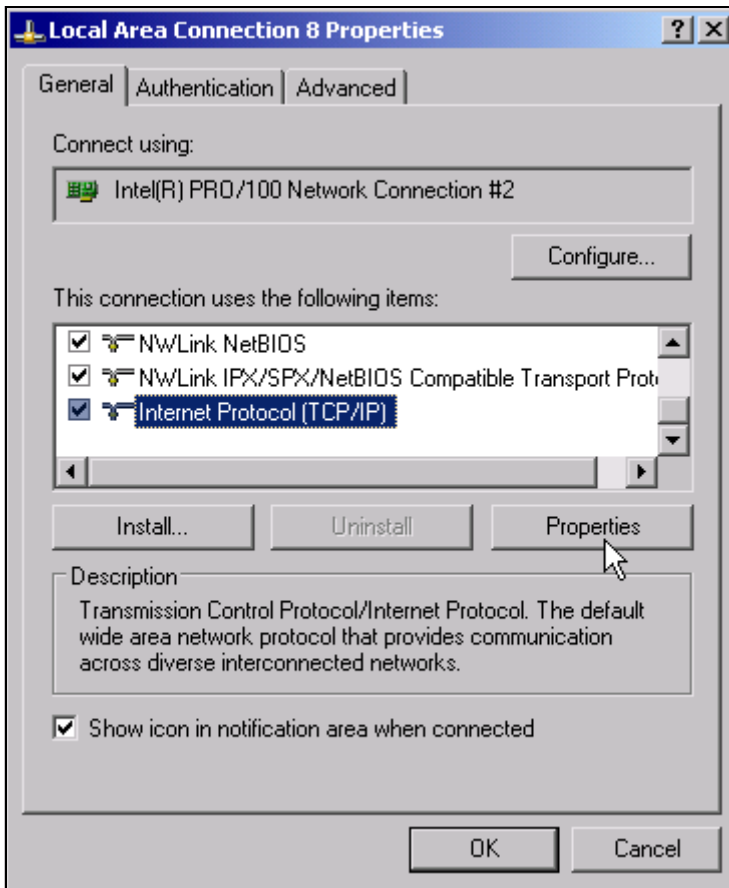 Local Area Connection 8 Properties
General Authentication Advanced
Connect using:
Intel(R) PRO/100 Network Connection #2
Configure...
This connection uses the following items:
NWLink NetBIOS
NWLink IPX/SPX/NetBIOS Compatible Transport Prot
Internet Protocol (TCP/IP)
Install... Uninstall Properties
Description
Transmission Control Protocol/Internet Protocol. The default
wide area network protocol that provides communication
across diverse interconnected networks.
Show icon in notification area when connected
OK Cancel